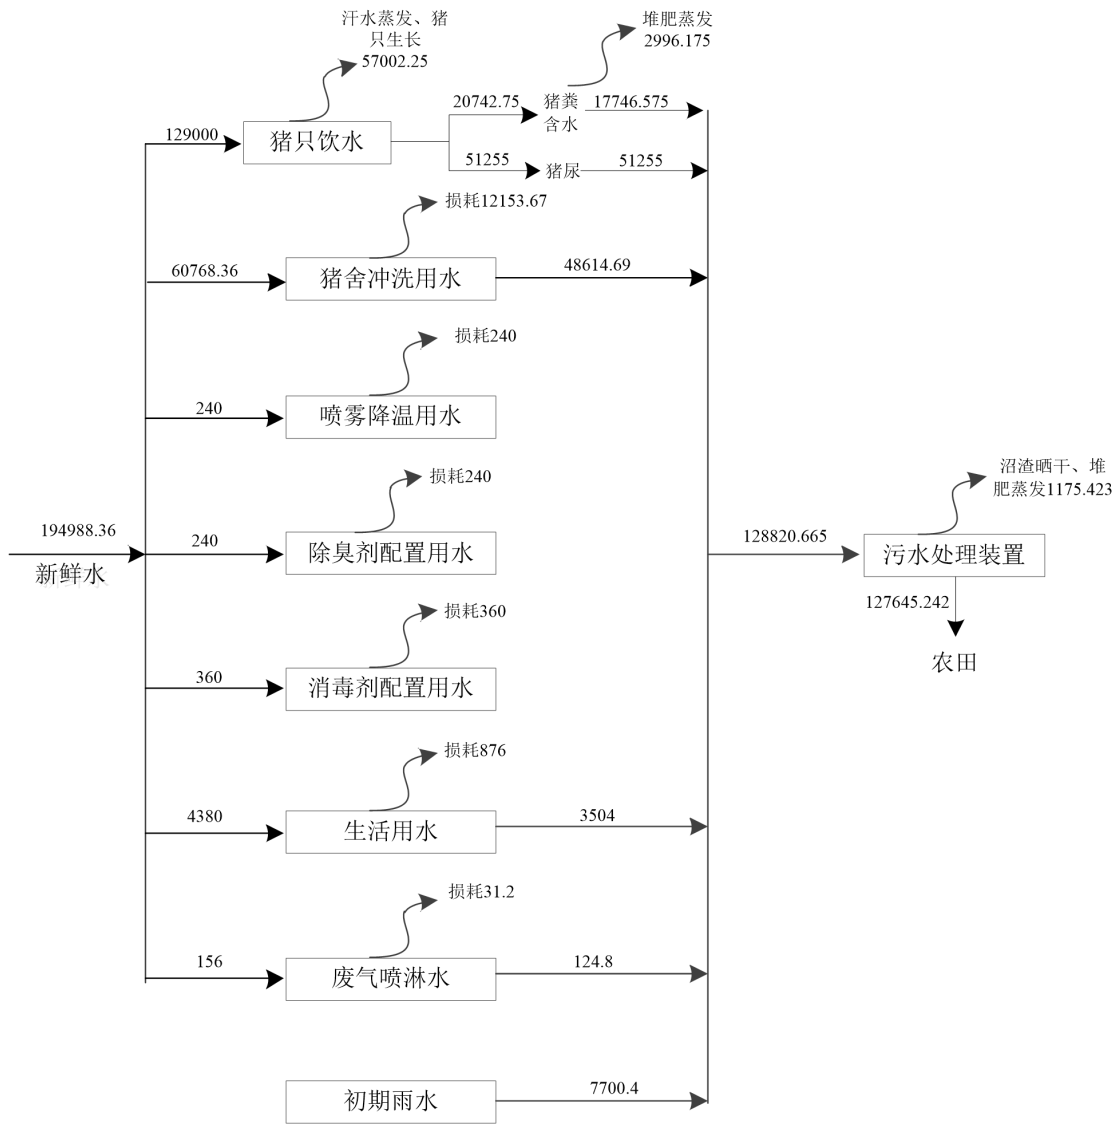 汗水蒸发、猪
只生长
57002.25
堆肥蒸发
2996.175
129000
猪只饮水
20742.75
猪粪
含水
17746.575
51255
猪尿
51255
损耗12153.67
60768.36
猪舍冲洗用水
48614.69
损耗240
240
喷雾降温用水
损耗240
240
除臭剂配置用水
194988.36
新鲜水
128820.665
沼渣晒干、堆
肥蒸发1175.423
污水处理装置
127645.242
农田
损耗360
360
消毒剂配置用水
损耗876
4380
生活用水
3504
损耗31.2
156
废气喷淋水
124.8
初期雨水
7700.4